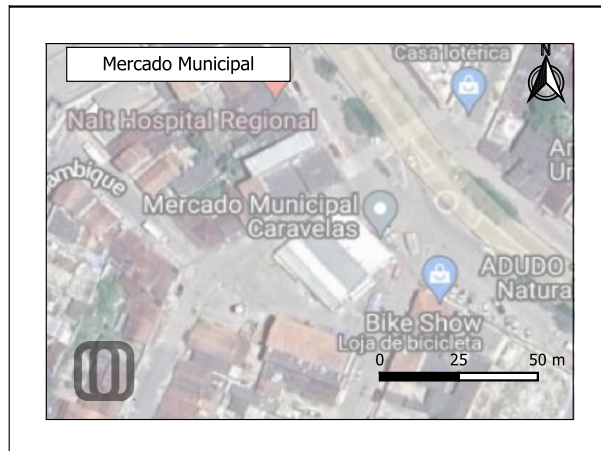 Mercado Municipal
Casa lotérica
N
Nalt Hospital Regional
ambique
Mercado Municipal
Caravelas
ADUDO
Natura
Bike Show
Loja de bicicleta
0 25 50 m